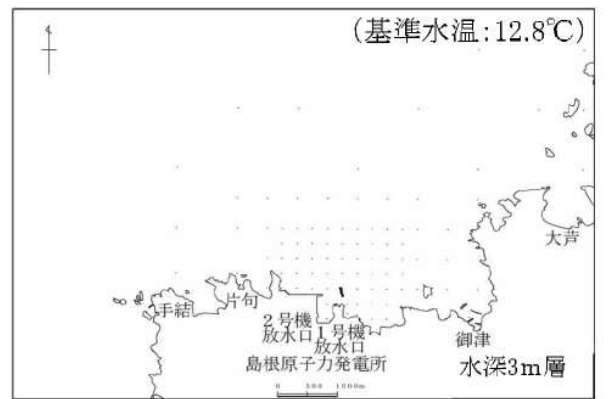 (基準水温:12.8℃)
大芦
手結
片句
2号機
放水口
1号機
放水口
御津
島根原子力発電所
水深3m層
0 500 1000m